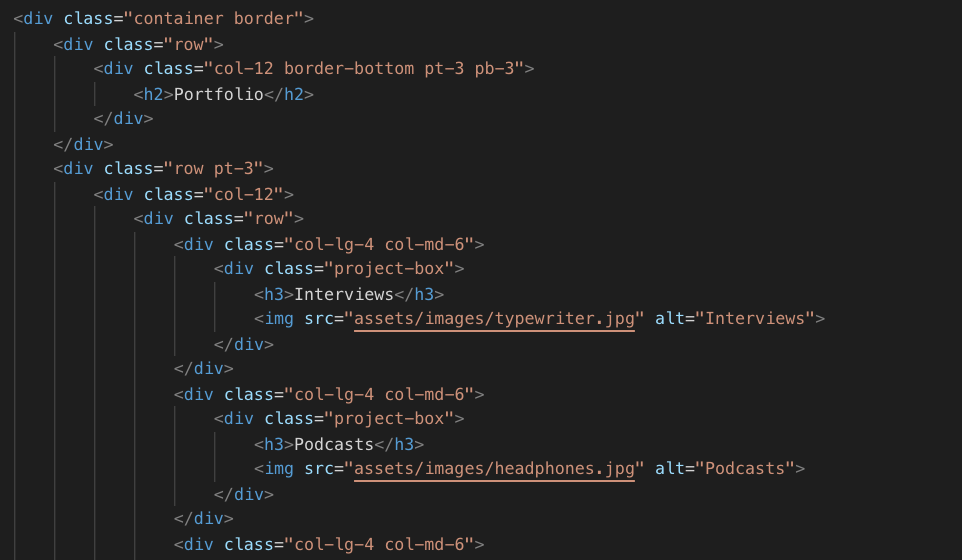 <div class="container border">
<div class="row">
<div class="col-12 border-bottom pt-3 pb-3">
<h2>Portfolio</h2>
</div>
</div>
<div class="row pt-3">
<div class="col-12">
<div class="row">
<div class="col-lg-4 col-md-6">
<div class="project-box">
<h3>Interviews</h3>
<img src="assets/images/typewriter.jpg" alt="Interviews">
</div>
</div>
<div class="col-lg-4 col-md-6">
<div class="project-box">
<h3>Podcasts</h3>
<img src="assets/images/headphones.jpg" alt="Podcasts">
</div>
</div>
<div class="col-lg-4 col-md-6">